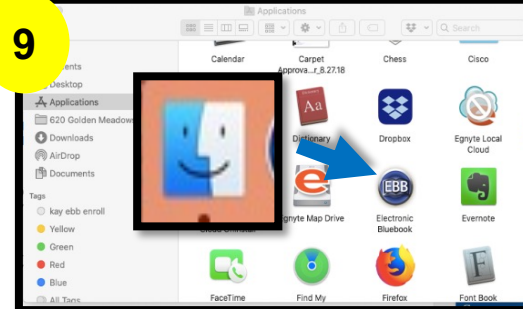 9
Applications
Search
Desktop
Applications
620 Golden Meadow
Downloads
AirDrop
Documents
Tags
kay ebb enroll
Yellow
Green
Red
Blue
All Tags
Calendar
Carpet
Approva...r_8.27.18
Chess
Cisco
Aa
Dictionary
Dropbox
Egnyte Local
Cloud
Egnyte Map Drive
EBB
Electronic
Bluebook
Evernote
FaceTime
Find My
Firefox
F
Font Book